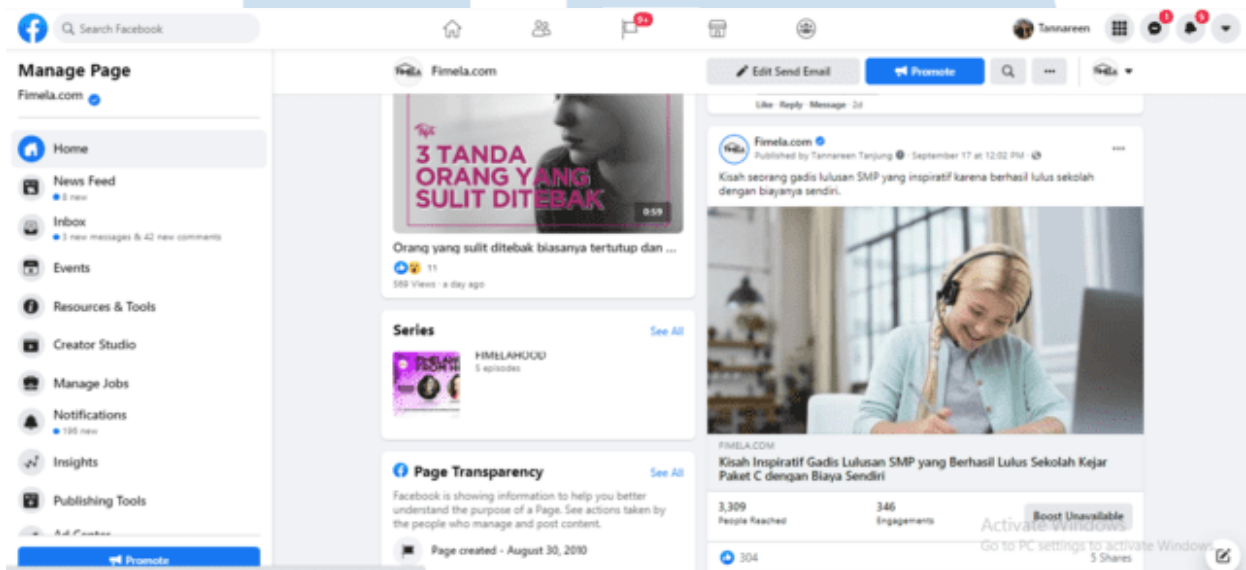 Search Facebook
9+
Tannareen
1
5
Manage Page
Fimela.com
Home
News Feed
8 new
Inbox
3 new messages & 42 new comments
Events
Resources & Tools
Creator Studio
Manage Jobs
Notifications
196 new
Insights
Publishing Tools
Ad Center
Promote
Fimela.com
Edit Send Email
Promote
3 TANDA
ORANG YANG
SULIT DITEBAK
0:59
Orang yang sulit ditebak biasanya tertutup dan ...
11
569 Views · a day ago
Series
See All
FIMELAHOOD
5 episodes
Page Transparency
See All
Facebook is showing information to help you better
understand the purpose of a Page. See actions taken by
the people who manage and post content.
Page created - August 30, 2010
Like · Reply · Message · 2d
Fimela.com
Published by Tannareen Tanjung · September 17 at 12:02 PM ·
Kisah seorang gadis lulusan SMP yang inspiratif karena berhasil lulus sekolah
dengan biayanya sendiri.
FIMELA.COM
Kisah Inspiratif Gadis Lulusan SMP yang Berhasil Lulus Sekolah Kejar
Paket C dengan Biaya Sendiri
3,309
People Reached
346
Engagements
Boost Unavailable
Activate Windows
Go to PC settings to activate Windows.
304
5 Shares